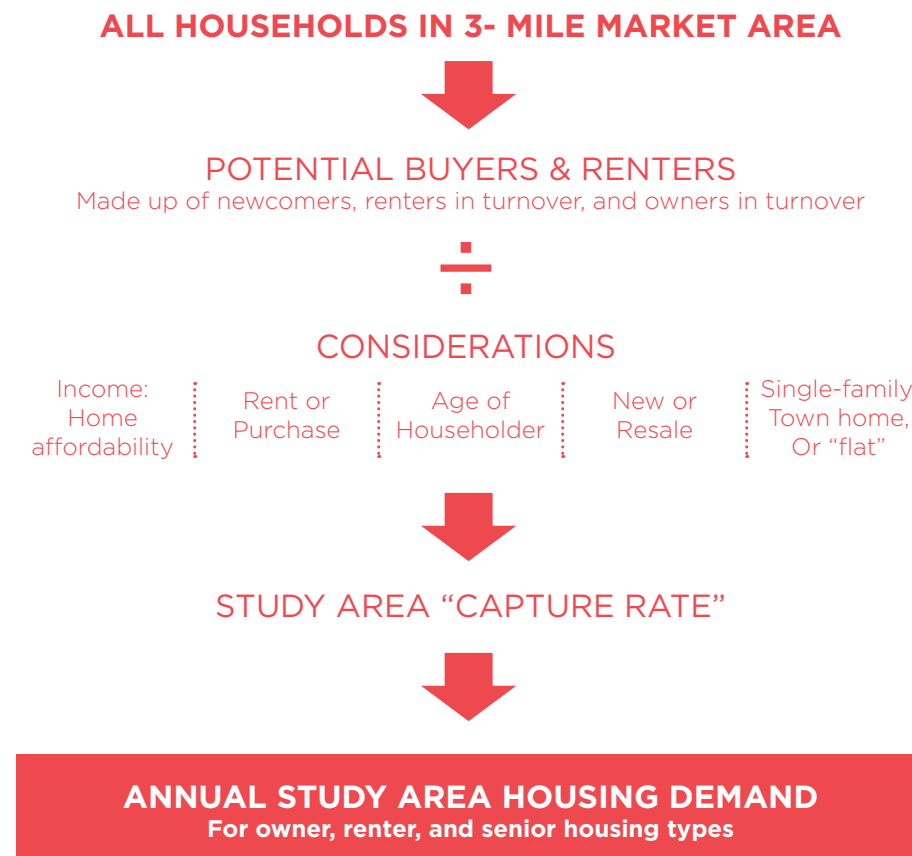 ALL HOUSEHOLDS IN 3- MILE MARKET AREA
POTENTIAL BUYERS & RENTERS
Made up of newcomers, renters in turnover, and owners in turnover
÷
CONSIDERATIONS
Income:
Home
affordability
Rent or
Purchase
Age of
Householder
New or
Resale
Single-family
Town home,
Or “flat”
STUDY AREA “CAPTURE RATE”
ANNUAL STUDY AREA HOUSING DEMAND
For owner, renter, and senior housing types